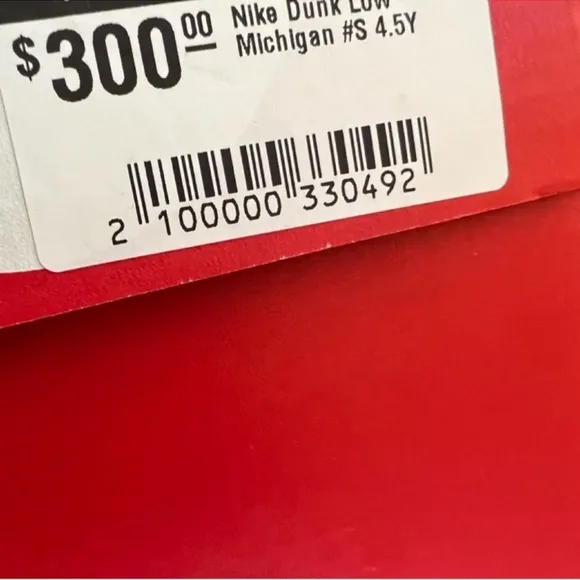 $300.00
Nike Dunk Low
Michigan #S 4.5Y
2 100000 330492